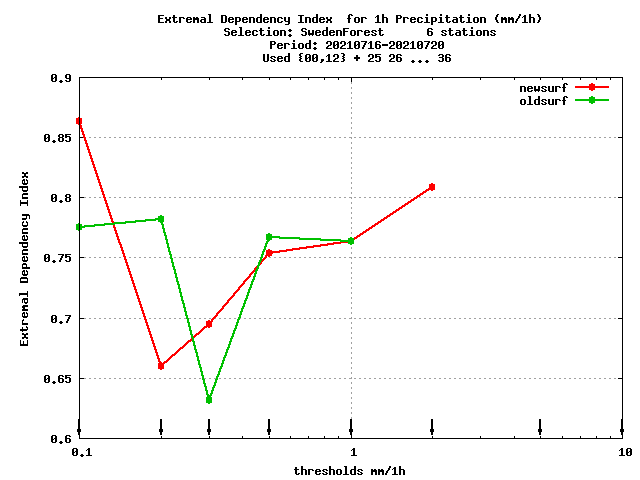 Extremal Dependency Index  for 1h Precipitation (mm/1h)
Selection: SwedenForest      6 stations
Period: 20210716-20210720
Used {00,12} + 25 26 ... 36
newsurf
oldsurf
Extremal Dependency Index
0.9
0.85
0.8
0.75
0.7
0.65
0.6
0.1 1 10
thresholds mm/1h